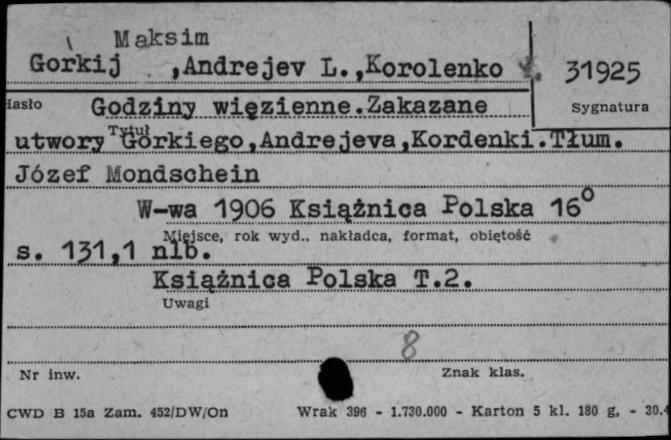 Maksim
Gorkij ,Andrejev L.,Korolenko
31925
Hasło Godziny więzienne.Zakazane
Sygnatura
utwory Gorkiego,Andrejeva,Kordenki.Tłum.
Tytuł
Józef Mondschein
W-wa 1906 Książnica Polska 16°
Miejsce, rok wyd., nakładca, format, objętość
s. 131,1 nlb.
Książnica Polska T.2.
Uwagi
8
Nr inw. Znak klas.
CWD B 15a Zam. 452/DW/On Wrak 396 - 1.730.000 - Karton 5 kl. 180 g, - 30.4